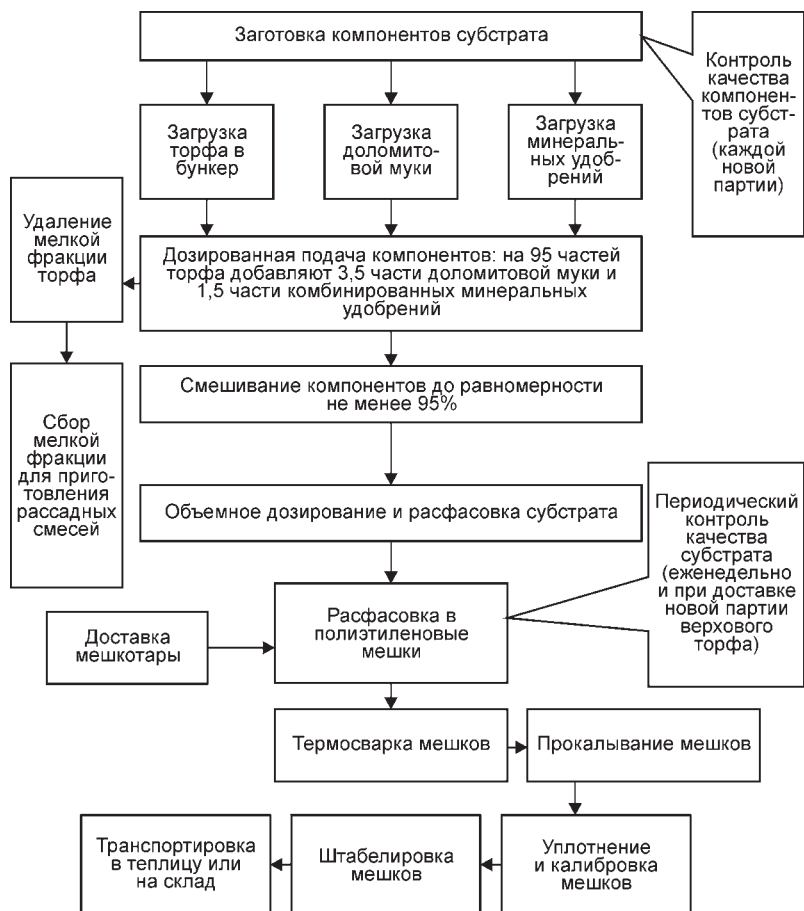 Заготовка компонентов субстрата
Контроль
качества
компонен-
тов субст-
рата
(каждой
новой
партии)
Загрузка
торфа в
бункер
Загрузка
доломито-
вой муки
Загрузка
минераль-
ных удоб-
рений
Удаление
мелкой
фракции
торфа
Дозированная подача компонентов: на 95 частей
торфа добавляют 3,5 части доломитовой муки и
1,5 части комбинированных минеральных
удобрений
Смешивание компонентов до равномерности
не менее 95%
Сбор
мелкой
фракции
для приго-
товления
рассадных
смесей
Объемное дозирование и расфасовка субстрата
Периодический
контроль
качества
субстрата
(еженедельно
и при доставке
новой партии
верхового
торфа)
Доставка
мешкотары
Расфасовка в
полиэтиленовые
мешки
Термосварка мешков
Прокалывание мешков
Уплотнение
и калибровка
мешков
Штабелировка
мешков
Транспортировка
в теплицу или
на склад